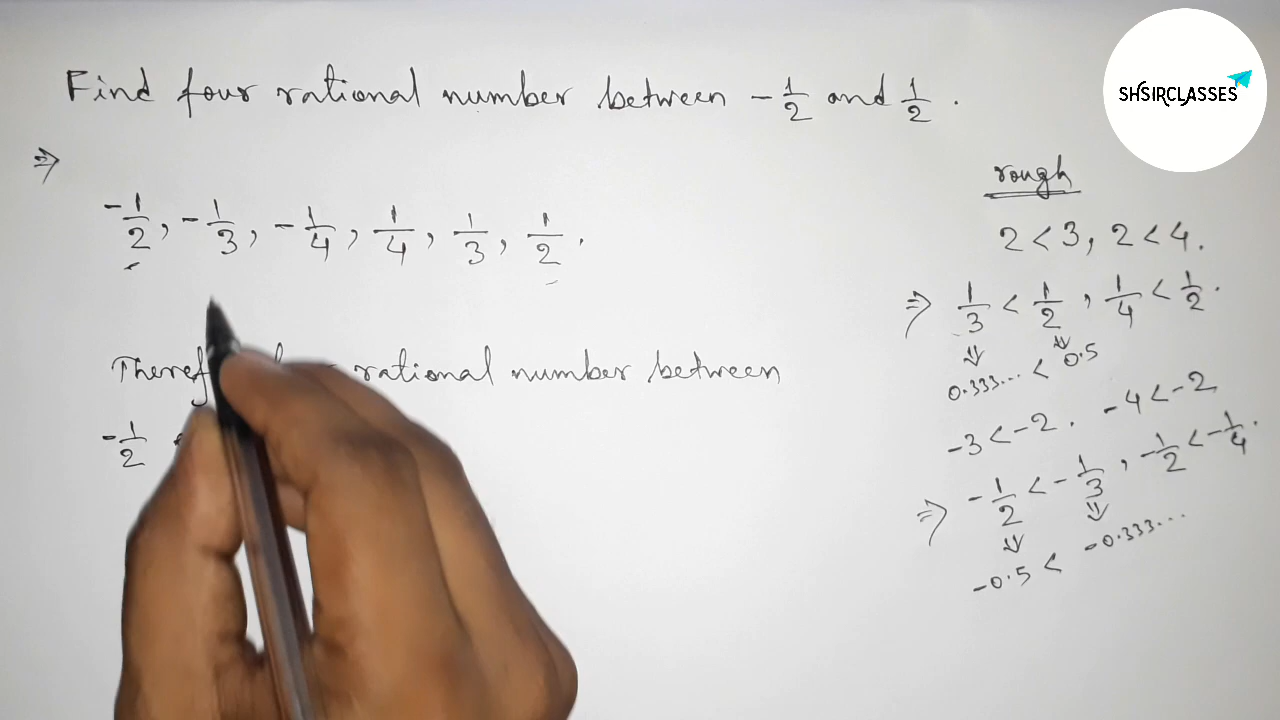 Find four rational number between -1/2 and 1/2 .
⇒
-1/2, -1/3, -1/4, 1/4, 1/3, 1/2 .
rational number between
-1/2
SHSIRCLASSES
rough
2 < 3, 2 < 4.
⇒ 1/3 < 1/2 , 1/4 < 1/2 .
⇓ ⇓
0.333... < 0.5
-3 < -2 . -4 < -2
⇒ -1/2 < -1/3 , -1/2 < -1/4 .
⇓ ⇓
-0.5 < -0.333...